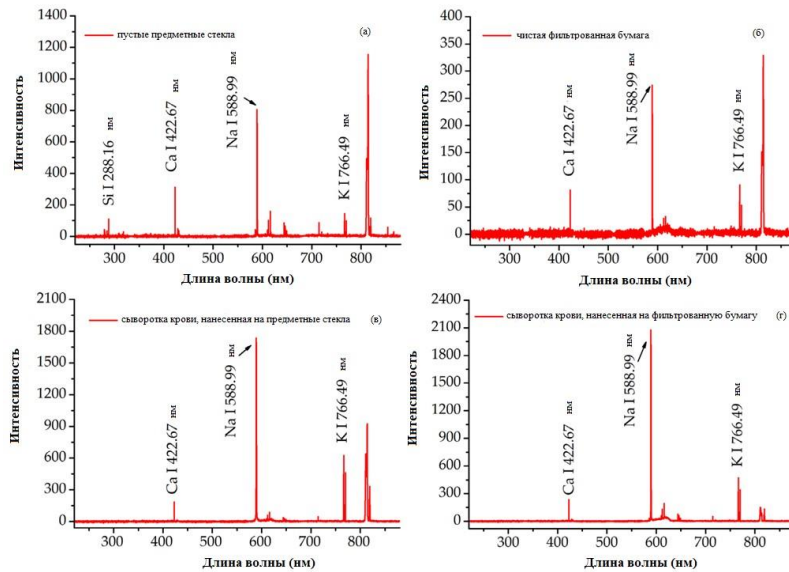 пустые предметные стекла
(а)
Интенсивность
1400
1200
1000
800
600
400
200
0
Si I 288.16 нм
Ca I 422.67 нм
Na I 588.99 нм
K I 766.49 нм
300 400 500 600 700 800
Длина волны (нм)
чистая фильтрованная бумага
(б)
Интенсивность
400
350
300
250
200
150
100
50
0
Ca I 422.67 нм
Na I 588.99 нм
K I 766.49 нм
300 400 500 600 700 800
Длина волны (нм)
сыворотка крови, нанесенная на предметные стекла
(в)
Интенсивность
2100
1800
1500
1200
900
600
300
0
Ca I 422.67 нм
Na I 588.99 нм
K I 766.49 нм
300 400 500 600 700 800
Длина волны (нм)
сыворотка крови, нанесенная на фильтрованную бумагу
(г)
Интенсивность
2400
2100
1800
1500
1200
900
600
300
0
Ca I 422.67 нм
Na I 588.99 нм
K I 766.49 нм
300 400 500 600 700 800
Длина волны (нм)